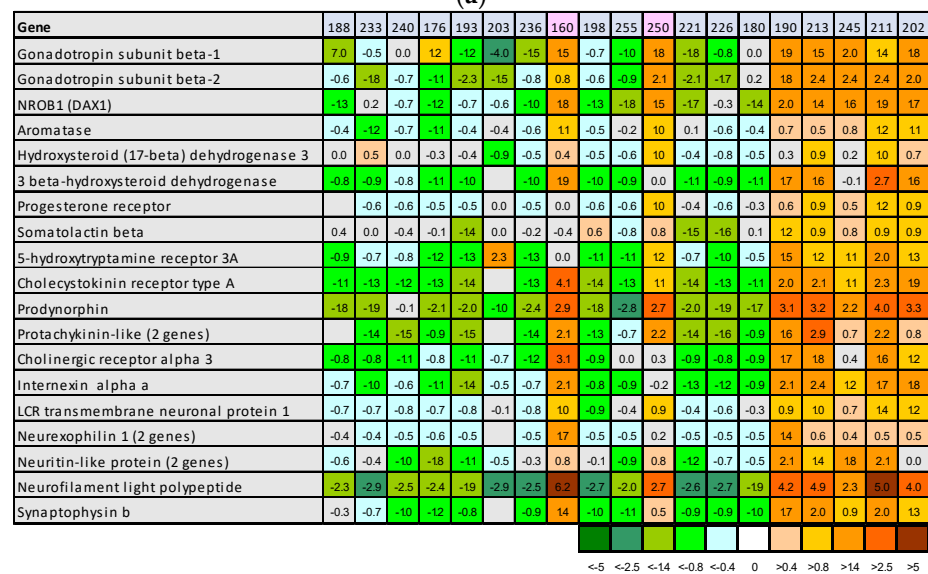 (a)
Gene 188 233 240 176 193 203 236 160 198 255 250 221 226 180 190 213 245 211 202
Gonadotropin subunit beta-1 7.0 -0.5 0.0 12 -12 -4.0 -15 15 -0.7 -10 18 -18 -0.8 0.0 19 15 2.0 14 18
Gonadotropin subunit beta-2 -0.6 -18 -0.7 -11 -2.3 -15 -0.8 0.8 -0.6 -0.9 2.1 -2.1 -17 0.2 18 2.4 2.4 2.4 2.0
NROB1 (DAX1) -13 0.2 -0.7 -12 -0.7 -0.6 -10 18 -13 -18 15 -17 -0.3 -14 2.0 14 16 19 17
Aromatase -0.4 -12 -0.7 -11 -0.4 -0.4 -0.6 11 -0.5 -0.2 10 0.1 -0.6 -0.4 0.7 0.5 0.8 12 11
Hydroxysteroid (17-beta) dehydrogenase 3 0.0 0.5 0.0 -0.3 -0.4 -0.9 -0.5 0.4 -0.5 -0.6 10 -0.4 -0.8 -0.5 0.3 0.9 0.2 10 0.7
3 beta-hydroxysteroid dehydrogenase -0.8 -0.9 -0.8 -11 -10 -10 19 -10 -0.9 0.0 -11 -0.9 -11 17 16 -0.1 2.7 16
Progesterone receptor -0.6 -0.6 -0.5 -0.5 0.0 -0.5 0.0 -0.6 -0.6 10 -0.4 -0.6 -0.3 0.6 0.9 0.5 12 0.9
Somatolactin beta 0.4 0.0 -0.4 -0.1 -14 0.0 -0.2 -0.4 0.6 -0.8 0.8 -15 -16 0.1 12 0.9 0.8 0.9 0.9
5-hydroxytryptamine receptor 3A -0.9 -0.7 -0.8 -12 -13 2.3 -13 0.0 -11 -11 12 -0.7 -10 -0.5 15 12 11 2.0 13
Cholecystokinin receptor type A -11 -13 -12 -13 -14 -13 4.1 -14 -13 11 -14 -13 -11 2.0 2.1 11 2.3 19
Prodynorphin -18 -19 -0.1 -2.1 -2.0 -10 -2.4 2.9 -18 -2.8 2.7 -2.0 -19 -17 3.1 3.2 2.2 4.0 3.3
Protachykinin-like (2 genes) -14 -15 -0.9 -15 -14 2.1 -13 -0.7 2.2 -14 -16 -0.9 16 2.9 0.7 2.2 0.8
Cholinergic receptor alpha 3 -0.8 -0.8 -11 -0.8 -11 -0.7 -12 3.1 -0.9 0.0 0.3 -0.9 -0.8 -0.9 17 18 0.4 16 12
Internexin alpha a -0.7 -10 -0.6 -11 -14 -0.5 -0.7 2.1 -0.8 -0.9 -0.2 -13 -12 -0.9 2.1 2.4 12 17 18
LCR transmembrane neuronal protein 1 -0.7 -0.7 -0.8 -0.7 -0.8 -0.1 -0.8 10 -0.9 -0.4 0.9 -0.4 -0.6 -0.3 0.9 10 0.7 14 12
Neurexophilin 1 (2 genes) -0.4 -0.4 -0.5 -0.6 -0.5 -0.5 17 -0.5 -0.5 0.2 -0.5 -0.5 -0.5 14 0.6 0.4 0.5 0.5
Neuritin-like protein (2 genes) -0.6 -0.4 -10 -18 -11 -0.5 -0.3 0.8 -0.1 -0.9 0.8 -12 -0.7 -0.5 2.1 14 18 2.1 0.0
Neurofilament light polypeptide -2.3 -2.9 -2.5 -2.4 -19 -2.9 -2.5 6.2 -2.7 -2.0 2.7 -2.6 -2.7 -19 4.2 4.9 2.3 5.0 4.0
Synaptophysin b -0.3 -0.7 -10 -12 -0.8 -0.9 14 -10 -11 0.5 -0.9 -0.9 -10 17 2.0 0.9 2.0 13
<-5 <-2.5 <-1.4 <-0.8 <-0.4 0 >0.4 >0.8 >1.4 >2.5 >5